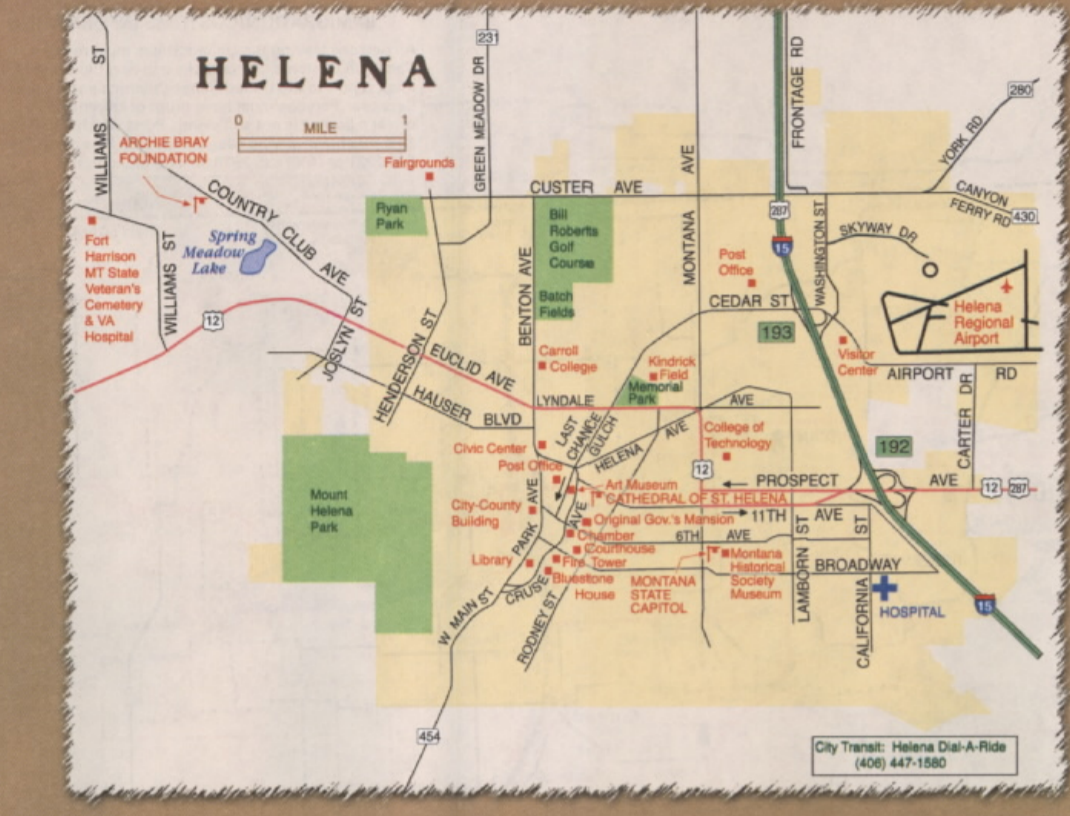 HELENA
0 MILE 1
231
GREEN MEADOW DR
WILLIAMS ST
ARCHIE BRAY
FOUNDATION
Fairgrounds
COUNTRY CLUB AVE
Fort
Harrison
MT State
Veteran's
Cemetery
& VA
Hospital
WILLIAMS ST
Spring
Meadow
Lake
12
JOSLYN ST
Ryan
Park
CUSTER AVE
Bill
Roberts
Golf
Course
Batch
Fields
BENTON AVE
MONTANA AVE
FRONTAGE RD
280
YORK RD
CANYON
FERRY RD
430
287
15
WASHINGTON ST
SKYWAY DR
Post
Office
CEDAR ST
193
Helena
Regional
Airport
Visitor
Center
AIRPORT RD
HENDERSON ST
EUCLID AVE
HAUSER BLVD
Carroll
College
Kindrick
Field
Memorial
Park
LYNDALE AVE
LAST
CHANCE
GULCH
HELENA AVE
College of
Technology
CARTER DR
192
12
PROSPECT AVE
12
287
Civic Center
Post Office
Art Museum
CATHEDRAL OF ST. HELENA
City-County
Building
Original Gov.'s Mansion
11TH AVE
Chamber
6TH AVE
Courthouse
Library
PARK AVE
AVE
Fire Tower
Bluestone
House
CRUSE
Mount
Helena
Park
MONTANA
STATE
CAPITOL
Montana
Historical
Society
Museum
LAMBORN ST
BROADWAY
CALIFORNIA ST
HOSPITAL
15
W MAIN ST
RODNEY ST
454
City Transit: Helena Dial-A-Ride
(406) 447-1580